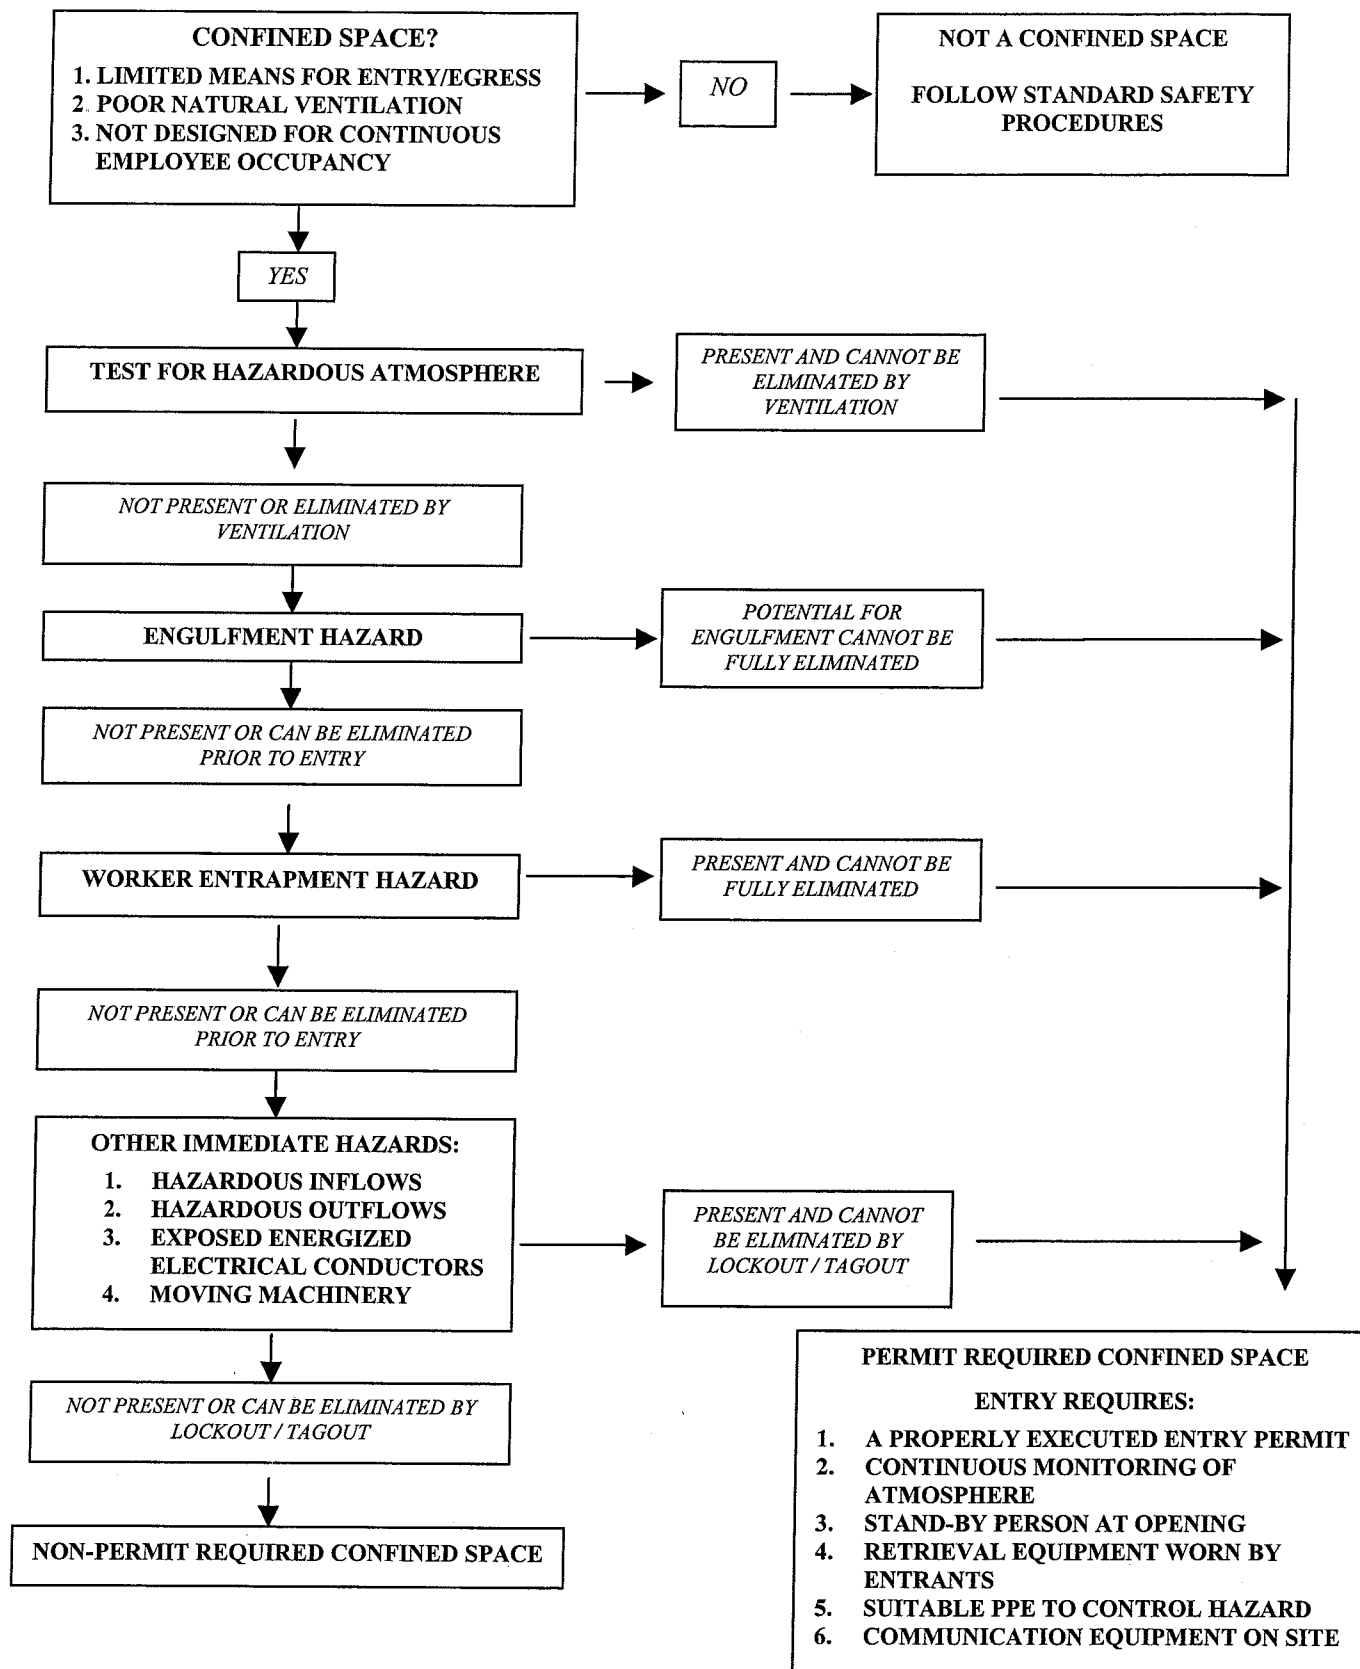 CONFINED SPACE?
1. LIMITED MEANS FOR ENTRY/EGRESS
2. POOR NATURAL VENTILATION
3. NOT DESIGNED FOR CONTINUOUS
EMPLOYEE OCCUPANCY
NO
NOT A CONFINED SPACE
FOLLOW STANDARD SAFETY
PROCEDURES
YES
TEST FOR HAZARDOUS ATMOSPHERE
PRESENT AND CANNOT BE
ELIMINATED BY
VENTILATION
NOT PRESENT OR ELIMINATED BY
VENTILATION
ENGULFMENT HAZARD
POTENTIAL FOR
ENGULFMENT CANNOT BE
FULLY ELIMINATED
NOT PRESENT OR CAN BE ELIMINATED
PRIOR TO ENTRY
WORKER ENTRAPMENT HAZARD
PRESENT AND CANNOT BE
FULLY ELIMINATED
NOT PRESENT OR CAN BE ELIMINATED
PRIOR TO ENTRY
OTHER IMMEDIATE HAZARDS:
1. HAZARDOUS INFLOWS
2. HAZARDOUS OUTFLOWS
3. EXPOSED ENERGIZED
ELECTRICAL CONDUCTORS
4. MOVING MACHINERY
PRESENT AND CANNOT
BE ELIMINATED BY
LOCKOUT / TAGOUT
NOT PRESENT OR CAN BE ELIMINATED BY
LOCKOUT / TAGOUT
NON-PERMIT REQUIRED CONFINED SPACE
PERMIT REQUIRED CONFINED SPACE
ENTRY REQUIRES:
1. A PROPERLY EXECUTED ENTRY PERMIT
2. CONTINUOUS MONITORING OF
ATMOSPHERE
3. STAND-BY PERSON AT OPENING
4. RETRIEVAL EQUIPMENT WORN BY
ENTRANTS
5. SUITABLE PPE TO CONTROL HAZARD
6. COMMUNICATION EQUIPMENT ON SITE